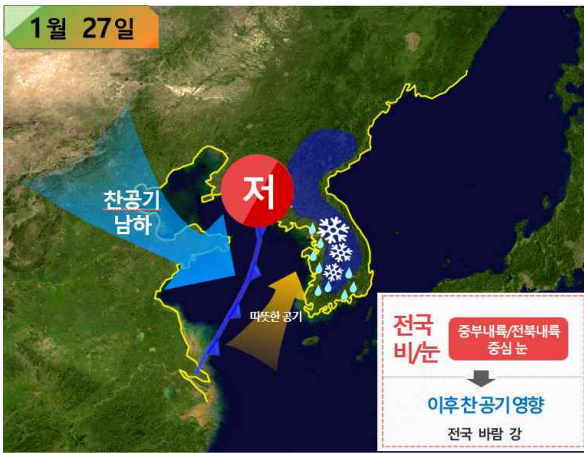 1월 27일
찬공기
남하
저
따뜻한 공기
전국
비/눈
중부내륙/전북내륙
중심 눈
이후 찬 공기 영향
전국 바람 강